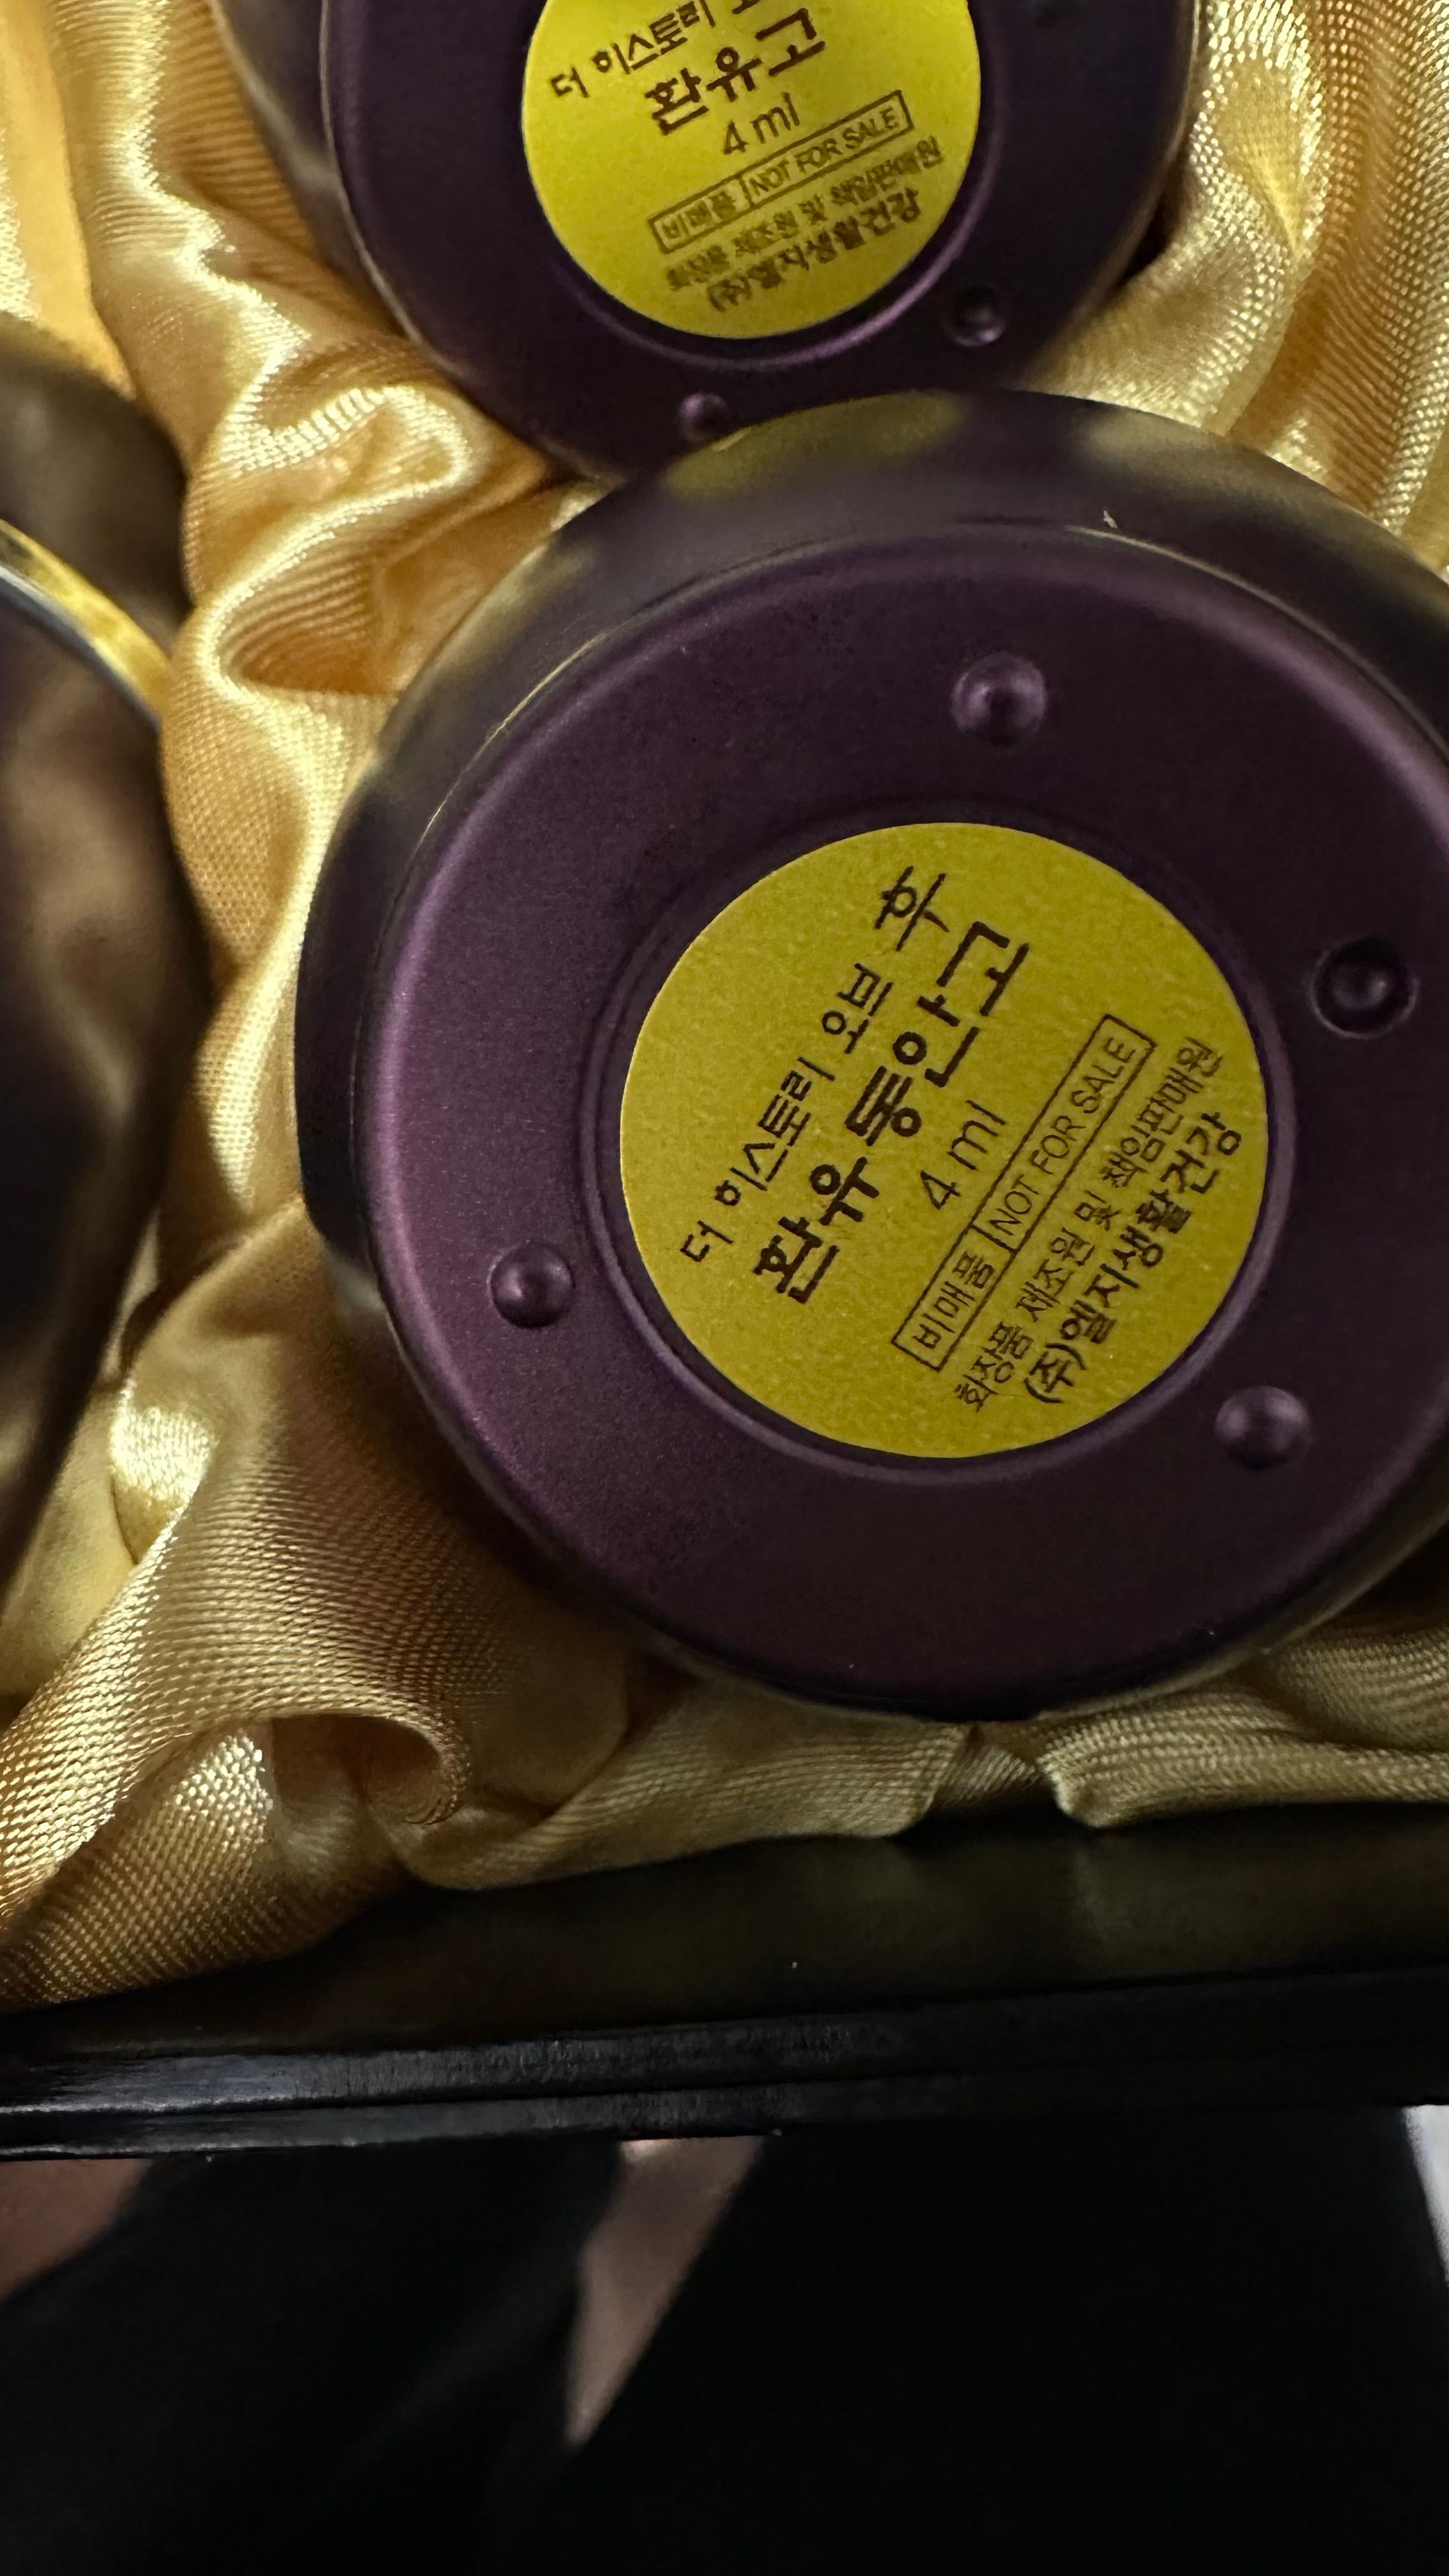 더 히스토리
환유고
4 ml
비매품 NOT FOR SALE
화장품 제조원 및 책임판매원
(주)엘지생활건강
더 히스토리 오브 후
환유 동안고
4 ml
비매품 NOT FOR SALE
화장품 제조원 및 책임판매원
(주)엘지생활건강